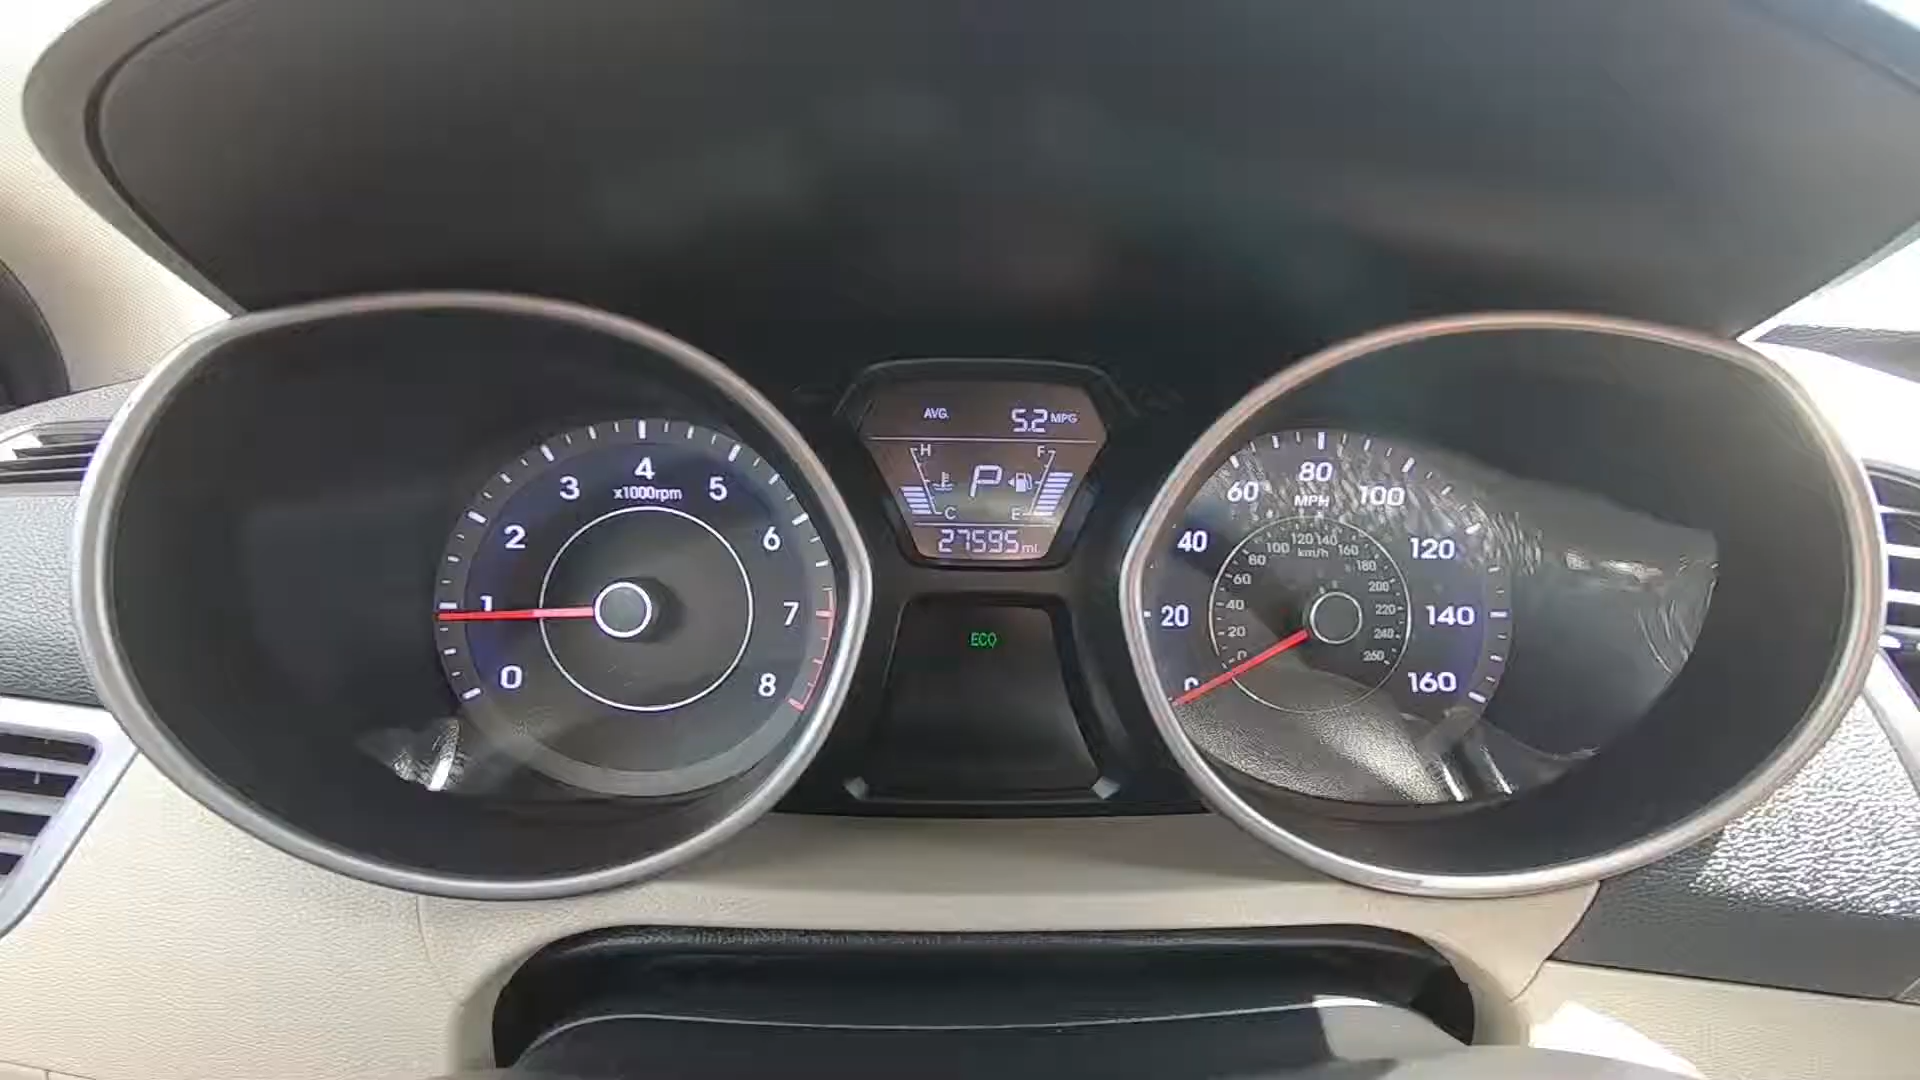 AVG. 5.2 MPG
H F
P
C E
27595 mi
ECO
4
3 5
x1000rpm
2 6
1 7
0 8
80
60 100
MPH
40 120
20 140
0 160
120 140
100 km/h 160
80 180
60 200
40 220
20 240
0 260